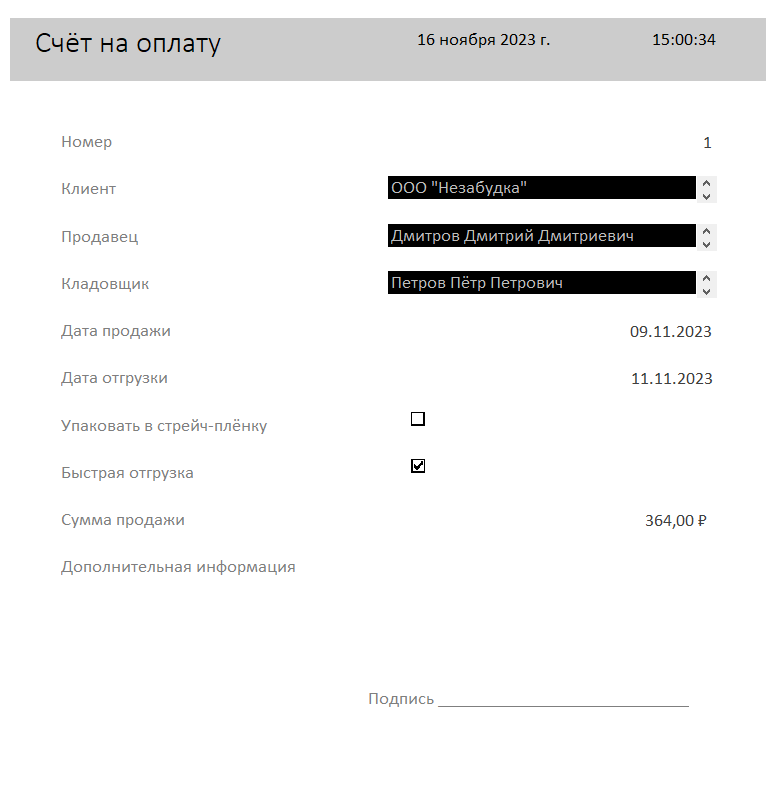 Счёт на оплату 16 ноября 2023 г. 15:00:34
Номер 1
Клиент ООО "Незабудка"
Продавец Дмитров Дмитрий Дмитриевич
Кладовщик Петров Пётр Петрович
Дата продажи 09.11.2023
Дата отгрузки 11.11.2023
Упаковать в стрейч-плёнку
Быстрая отгрузка
Сумма продажи 364,00 ₽
Дополнительная информация
Подпись ____________________________